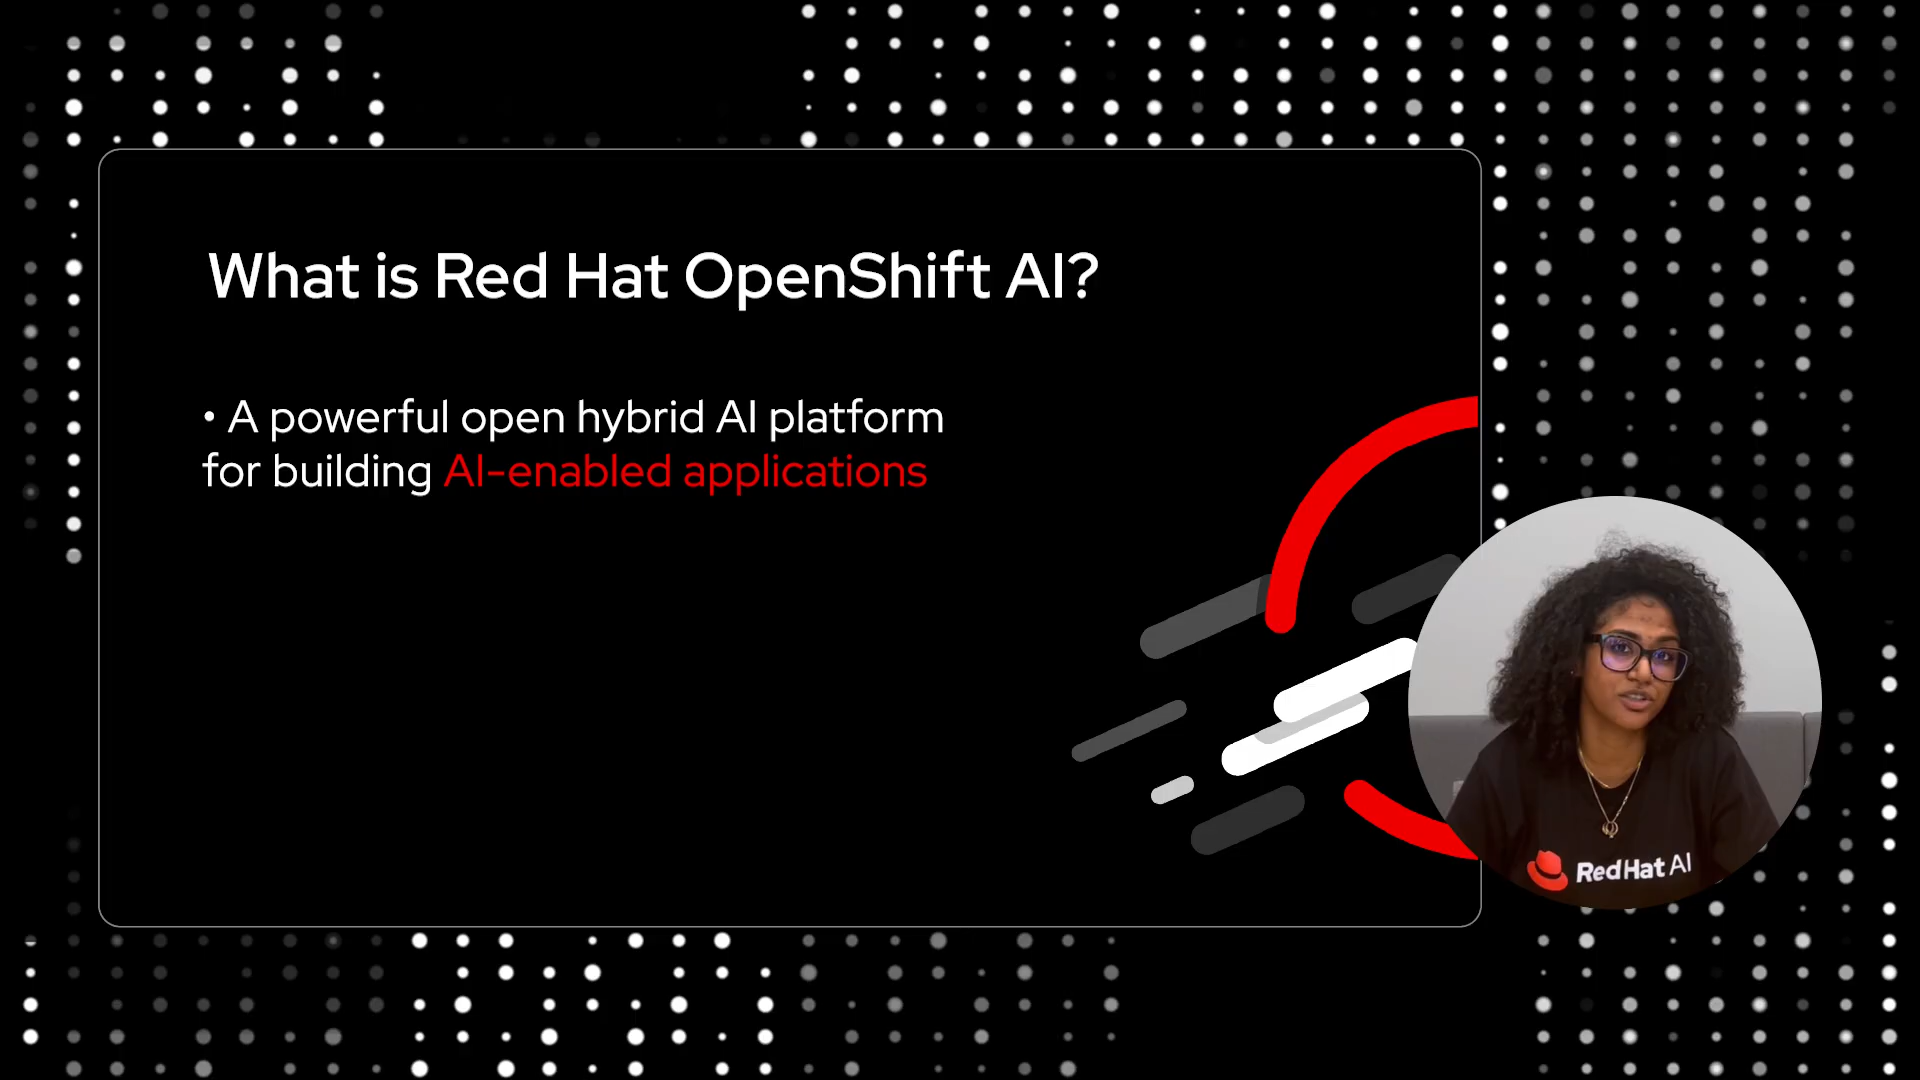 What is Red Hat OpenShift AI?
• A powerful open hybrid AI platform
for building AI-enabled applications
Red Hat AI